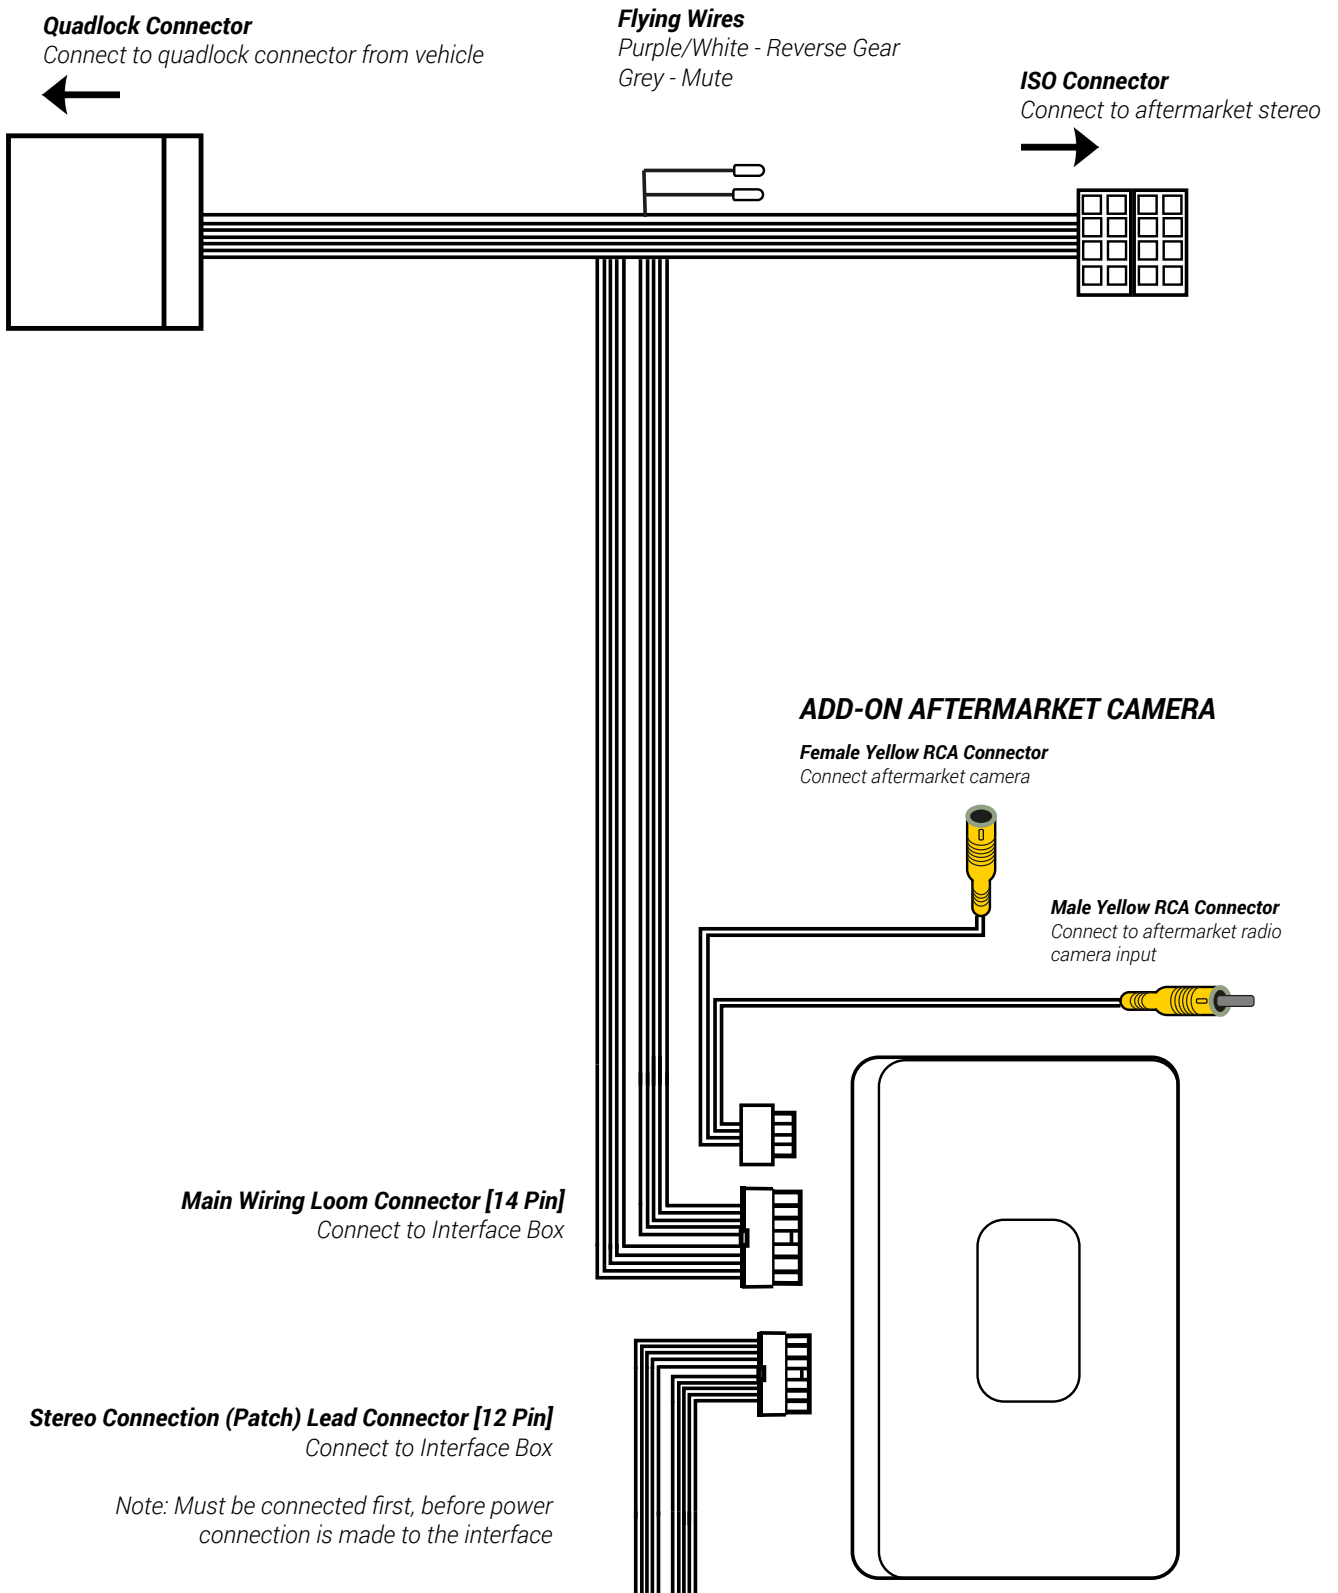 Quadlock Connector
Connect to quadlock connector from vehicle
Flying Wires
Purple/White - Reverse Gear
Grey - Mute
ISO Connector
Connect to aftermarket stereo
ADD-ON AFTERMARKET CAMERA
Female Yellow RCA Connector
Connect aftermarket camera
Male Yellow RCA Connector
Connect to aftermarket radio
camera input
Main Wiring Loom Connector [14 Pin]
Connect to Interface Box
Stereo Connection (Patch) Lead Connector [12 Pin]
Connect to Interface Box
Note: Must be connected first, before power
connection is made to the interface